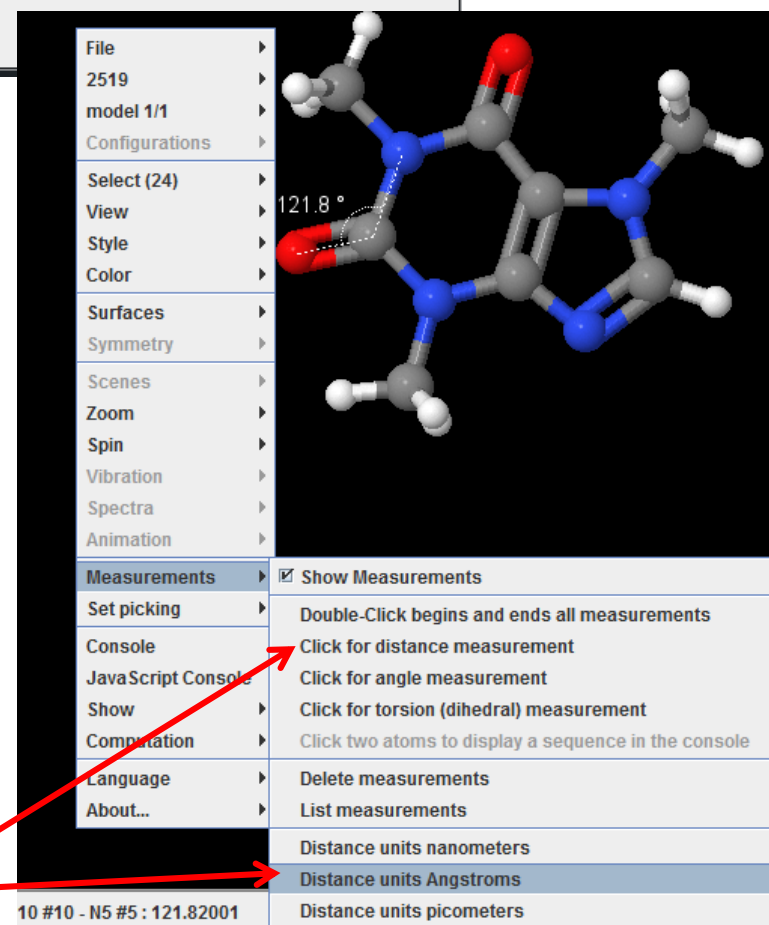 File
2519
model 1/1
Configurations
Select (24)
View
Style
Color
Surfaces
Symmetry
Scenes
Zoom
Spin
Vibration
Spectra
Animation
Measurements
Set picking
Console
JavaScript Console
Show
Computation
Language
About...
121.8 °
Show Measurements
Double-Click begins and ends all measurements
Click for distance measurement
Click for angle measurement
Click for torsion (dihedral) measurement
Click two atoms to display a sequence in the console
Delete measurements
List measurements
Distance units nanometers
Distance units Angstroms
Distance units picometers
10 #10 - N5 #5 : 121.82001